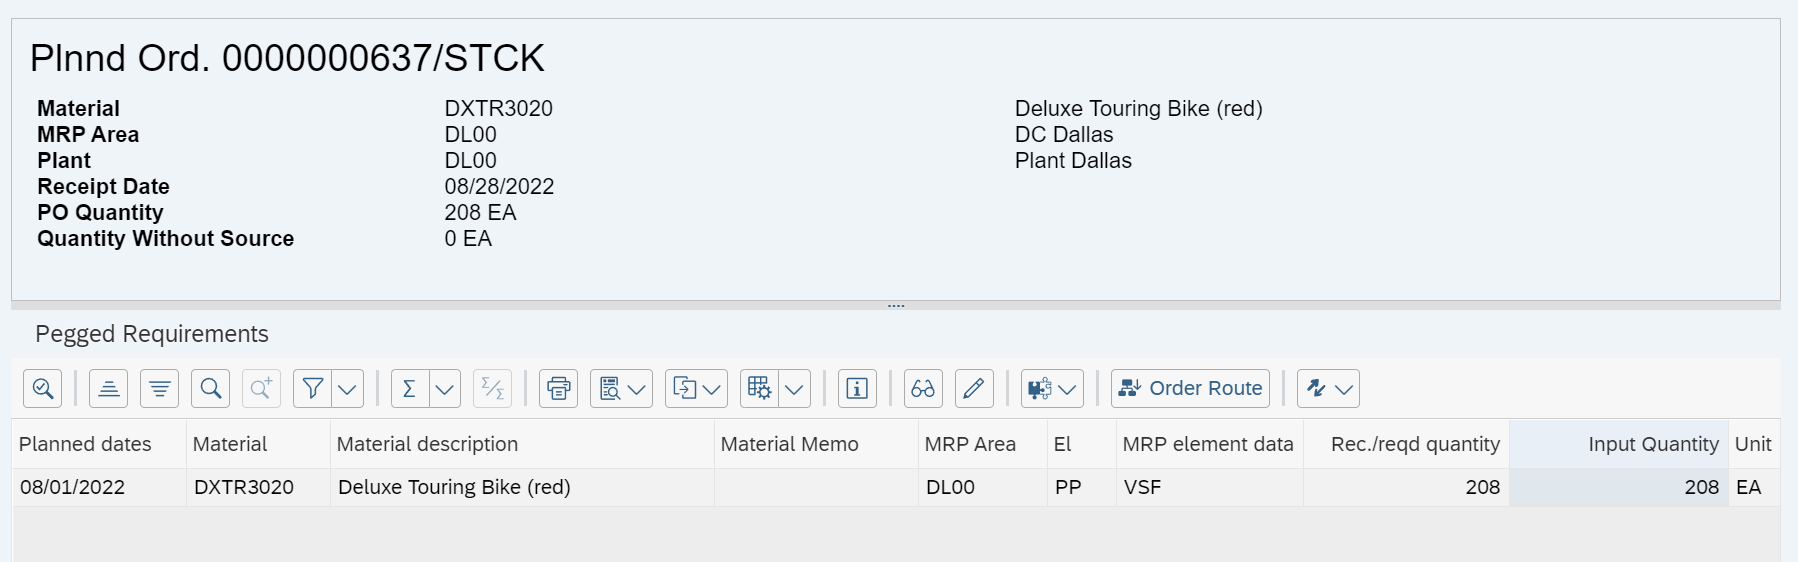 Plnnd Ord. 0000000637/STCK
Material DXTR3020 Deluxe Touring Bike (red)
MRP Area DL00 DC Dallas
Plant DL00 Plant Dallas
Receipt Date 08/28/2022
PO Quantity 208 EA
Quantity Without Source 0 EA
Pegged Requirements
Order Route
Planned dates Material Material description Material Memo MRP Area El MRP element data Rec./reqd quantity Input Quantity Unit
08/01/2022 DXTR3020 Deluxe Touring Bike (red) DL00 PP VSF 208 208 EA